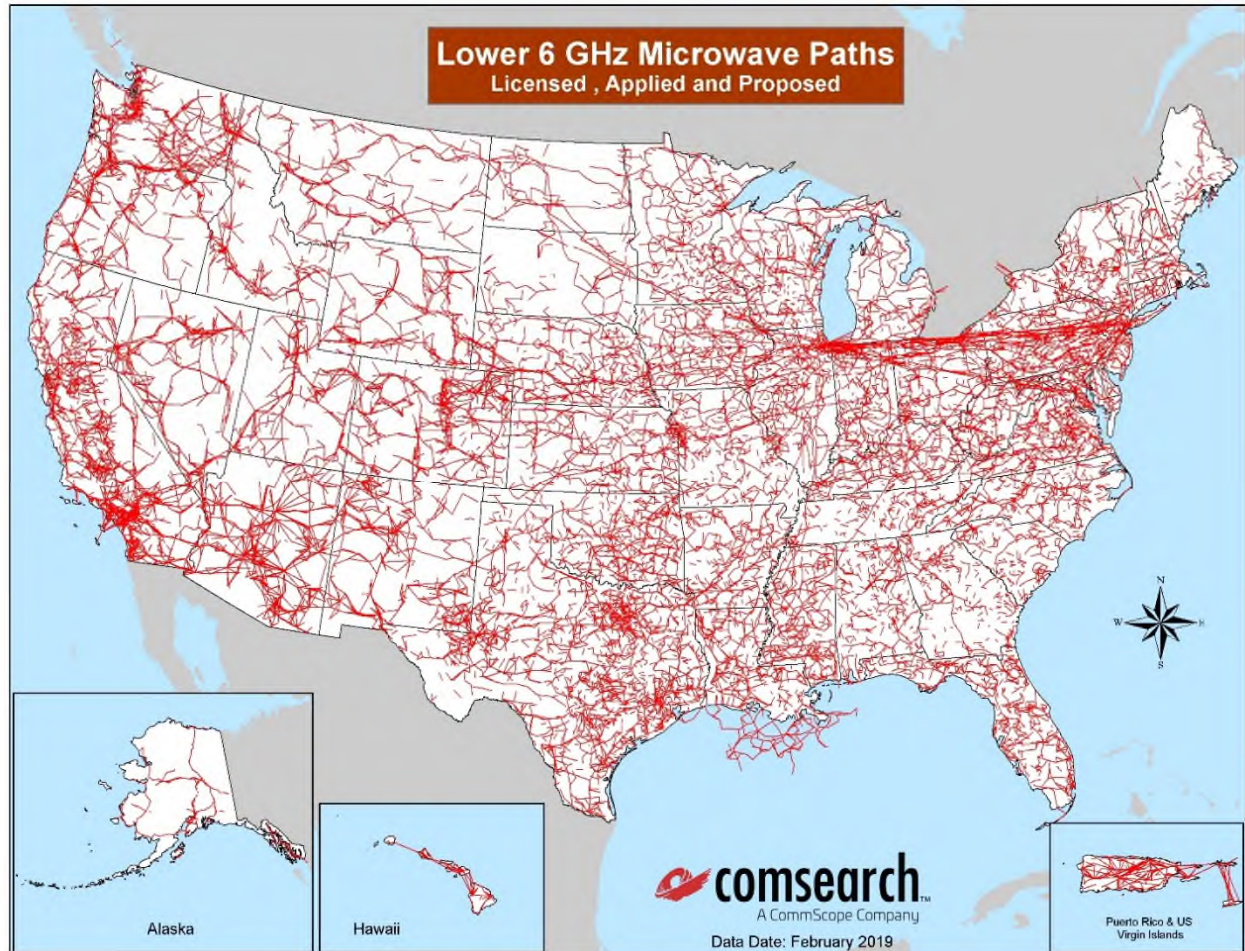 Lower 6 GHz Microwave Paths
Licensed , Applied and Proposed
N
W
E
S
Alaska
Hawaii
comsearch™
A CommScope Company
Data Date: February 2019
Puerto Rico & US
Virgin Islands